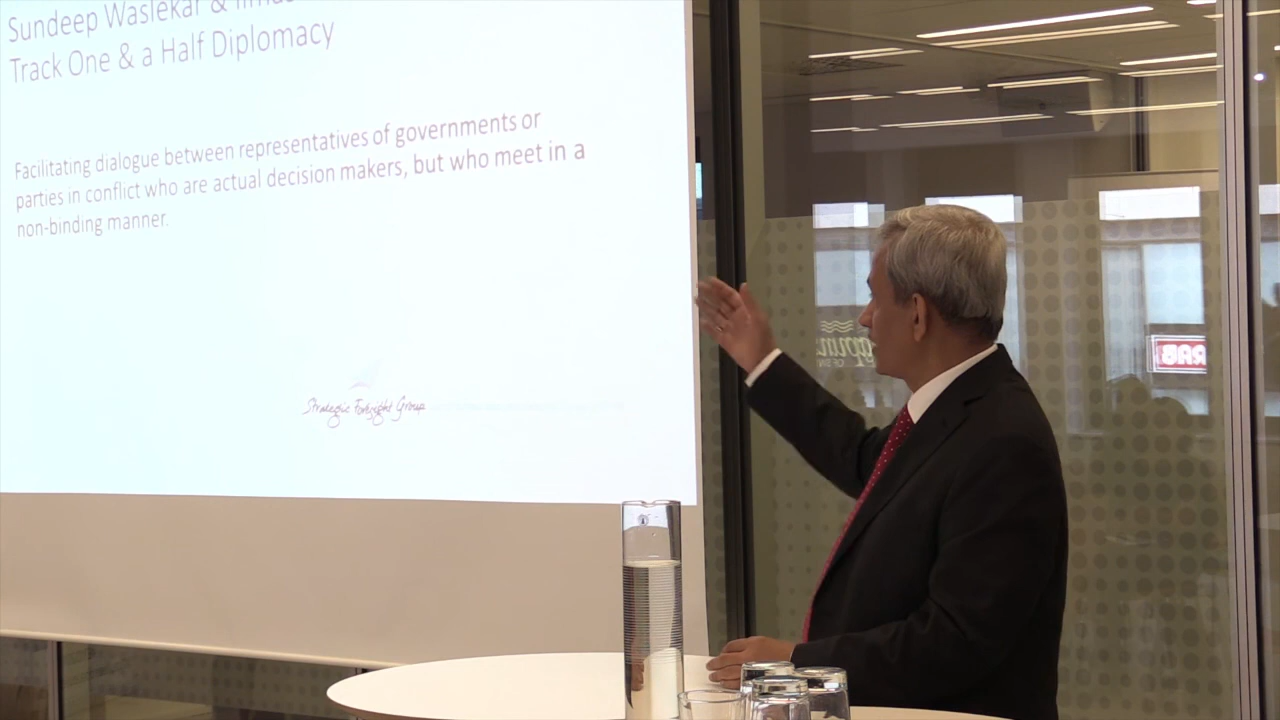 Sundeep Waslekar &
Track One & a Half Diplomacy
Facilitating dialogue between representatives of governments or
parties in conflict who are actual decision makers, but who meet in a
non-binding manner.
Strategic Foresight Group